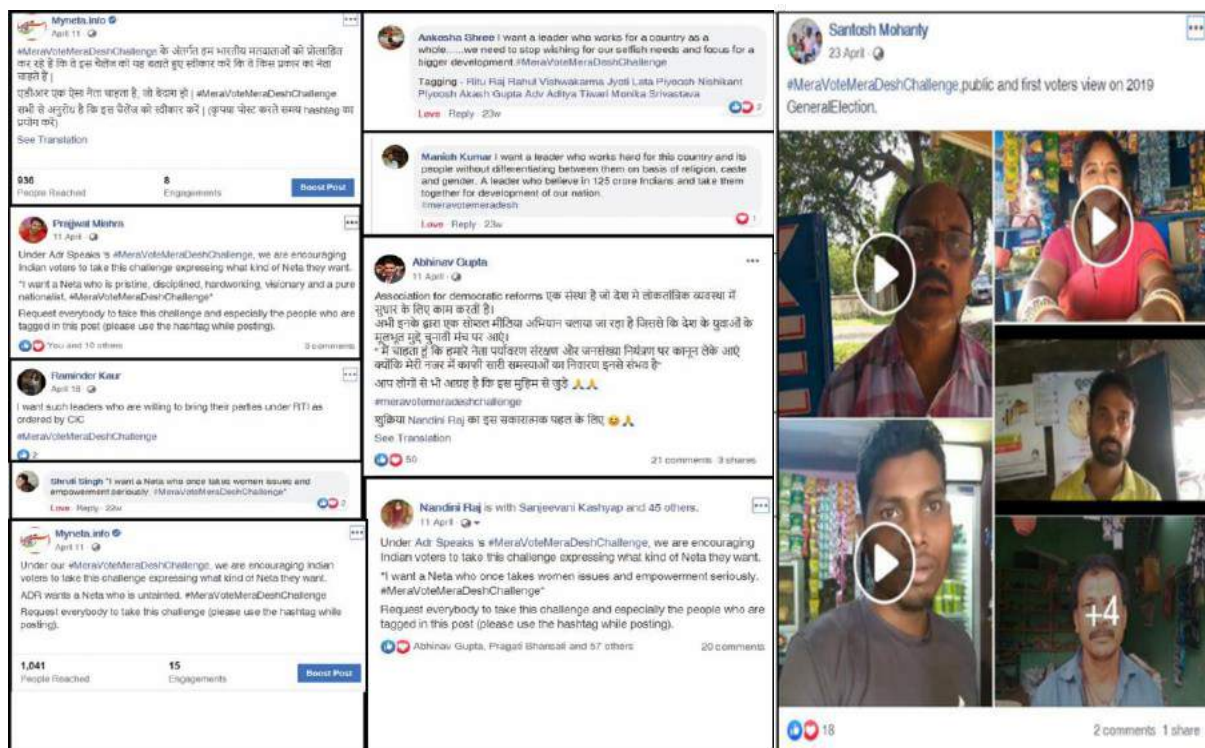 Myneta.info
April 11
#MeraVoteMeraDeshChallenge के अंतर्गत हम भारतीय मतदाताओं को प्रोत्साहित
कर रहे हैं कि वे इस चैलेंज को यह बताते हुए स्वीकार करें कि वे किस प्रकार का नेता
चाहते हैं |
एडीआर एक ऐसा नेता चाहता है, जो बेदाग हो | #MeraVoteMeraDeshChallenge
सभी से अनुरोध है कि इस चैलेंज को स्वीकार करें | (कृपया पोस्ट करते समय hashtag का
प्रयोग करें)
See Translation
936
People Reached
8
Engagements
Boost Post
Prajjwal Mishra
11 April
Under Adr Speaks's #MeraVoteMeraDeshChallenge, we are encouraging
Indian voters to take this challenge expressing what kind of Neta they want.
"I want a Neta who is pristine, disciplined, hardworking, visionary and a pure
nationalist, #MeraVoteMeraDeshChallenge"
Request everybody to take this challenge and especially the people who are
tagged in this post (please use the hashtag while posting).
You and 10 others
3 comments
Raminder Kaur
April 18
I want such leaders who are willing to bring their parties under RTI as
ordered by CIC
#MeraVoteMeraDeshChallenge
2
Shruti Singh "I want a Neta who once takes women issues and
empowerment seriously. #MeraVoteMeraDeshChallenge"
2
Love Reply 22w
Myneta.info
April 11
Under our #MeraVoteMeraDeshChallenge, we are encouraging Indian
voters to take this challenge expressing what kind of Neta they want.
ADR wants a Neta who is untainted. #MeraVoteMeraDeshChallenge
Request everybody to take this challenge (please use the hashtag while
posting).
1,041
People Reached
15
Engagements
Boost Post
Aakosha Shree I want a leader who works for a country as a
whole......we need to stop wishing for our selfish needs and focus for a
bigger development.#MeraVoteMeraDeshChallenge
Tagging - Ritu Raj Rahul Vishwakarma Jyoti Lata Piyoosh Nishikant
Piyoosh Akash Gupta Adv Aditya Tiwari Monika Srivastava
2
Love · Reply · 23w
Manish Kumar I want a leader who works hard for this country and its
people without differentiating between them on basis of religion, caste
and gender. A leader who believe in 125 crore Indians and take them
together for development of our nation.
#meravotemeradesh
1
Love Reply 23w
Abhinav Gupta
11 April
Association for democratic reforms एक संस्था है जो देश मे लोकतांत्रिक व्यवस्था में
सुधार के लिए काम करती है।
अभी इनके द्वारा एक सोशल मीडिया अभियान चलाया जा रहा है जिससे कि देश के युवाओं के
मूलभूत मुद्दे चुनावी मंच पर आएं।
" मैं चाहता हूं कि हमारे नेता पर्यावरण संरक्षण और जनसंख्या नियंत्रण पर कानून लेके आएं
क्योंकि मेरी नजर में काफी सारी समस्याओं का निवारण इनसे संभव है"
आप लोगों से भी आग्रह है कि इस मुहिम से जुड़े 🙏🙏
#meravotemeradeshchallenge
शुक्रिया Nandini Raj का इस सकारात्मक पहल के लिए 😊🙏
See Translation
50
21 comments 3 shares
Nandini Raj is with Sanjeevani Kashyap and 45 others.
11 April
Under Adr Speaks 's #MeraVoteMeraDeshChallenge, we are encouraging
Indian voters to take this challenge expressing what kind of Neta they want.
"I want a Neta who once takes women issues and empowerment seriously.
#MeraVoteMeraDeshChallenge"
Request everybody to take this challenge and especially the people who are
tagged in this post (please use the hashtag while posting).
Abhinav Gupta, Pragati Bhansali and 57 others
20 comments
Santosh Mohanty
23 April
#MeraVoteMeraDeshChallenge,public and first voters view on 2019
GeneralElection.
+4
18
2 comments 1 share